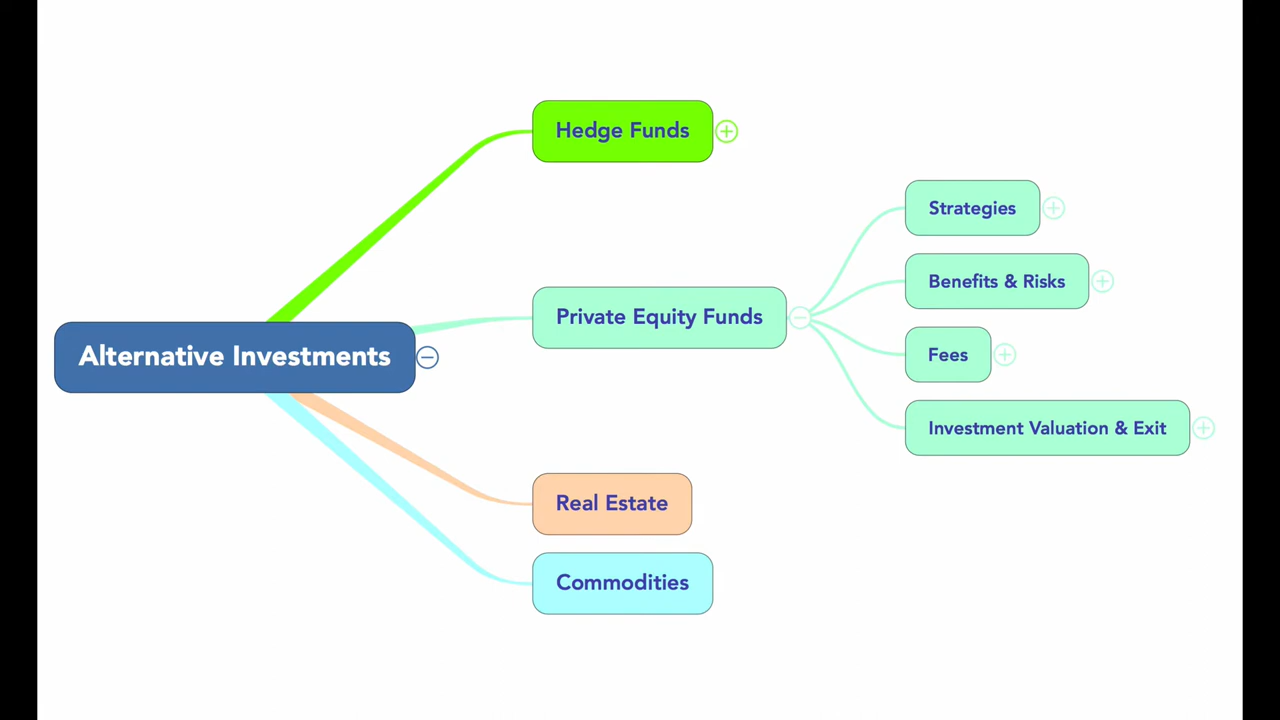 Alternative Investments
Hedge Funds
Private Equity Funds
Strategies
Benefits & Risks
Fees
Investment Valuation & Exit
Real Estate
Commodities